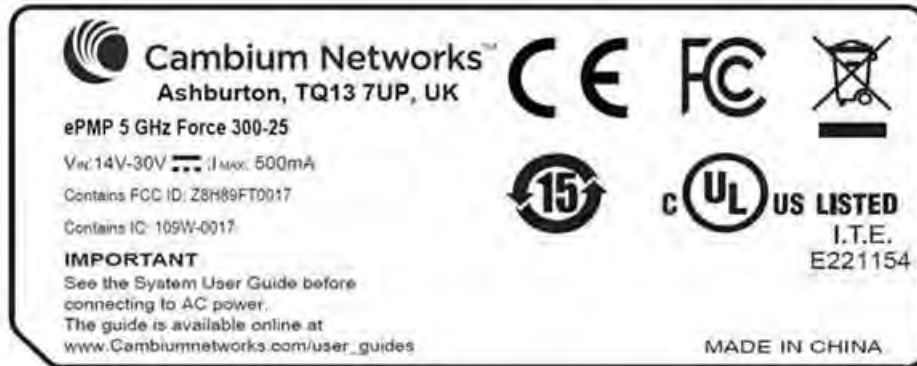 Cambium Networks™
Ashburton, TQ13 7UP, UK
ePMP 5 GHz Force 300-25
VIN:14V-30V :IMAX: 500mA
Contains FCC ID: Z8H89FT0017
Contains IC: 109W-0017
IMPORTANT
See the System User Guide before
connecting to AC power.
The guide is available online at
www.Cambiumnetworks.com/user_guides
CE
FCC
15
C UL US LISTED
I.T.E.
E221154
MADE IN CHINA